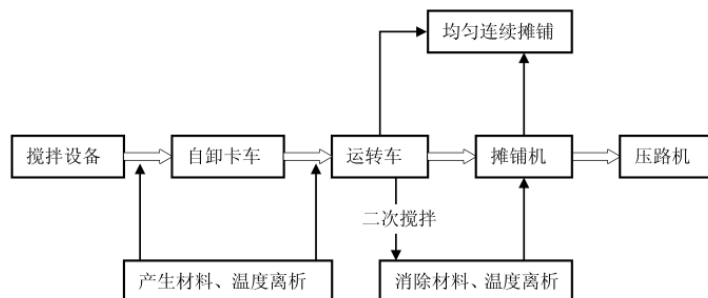 均匀连续摊铺
搅拌设备
自卸卡车
运转车
摊铺机
压路机
二次搅拌
产生材料、温度离析
消除材料、温度离析